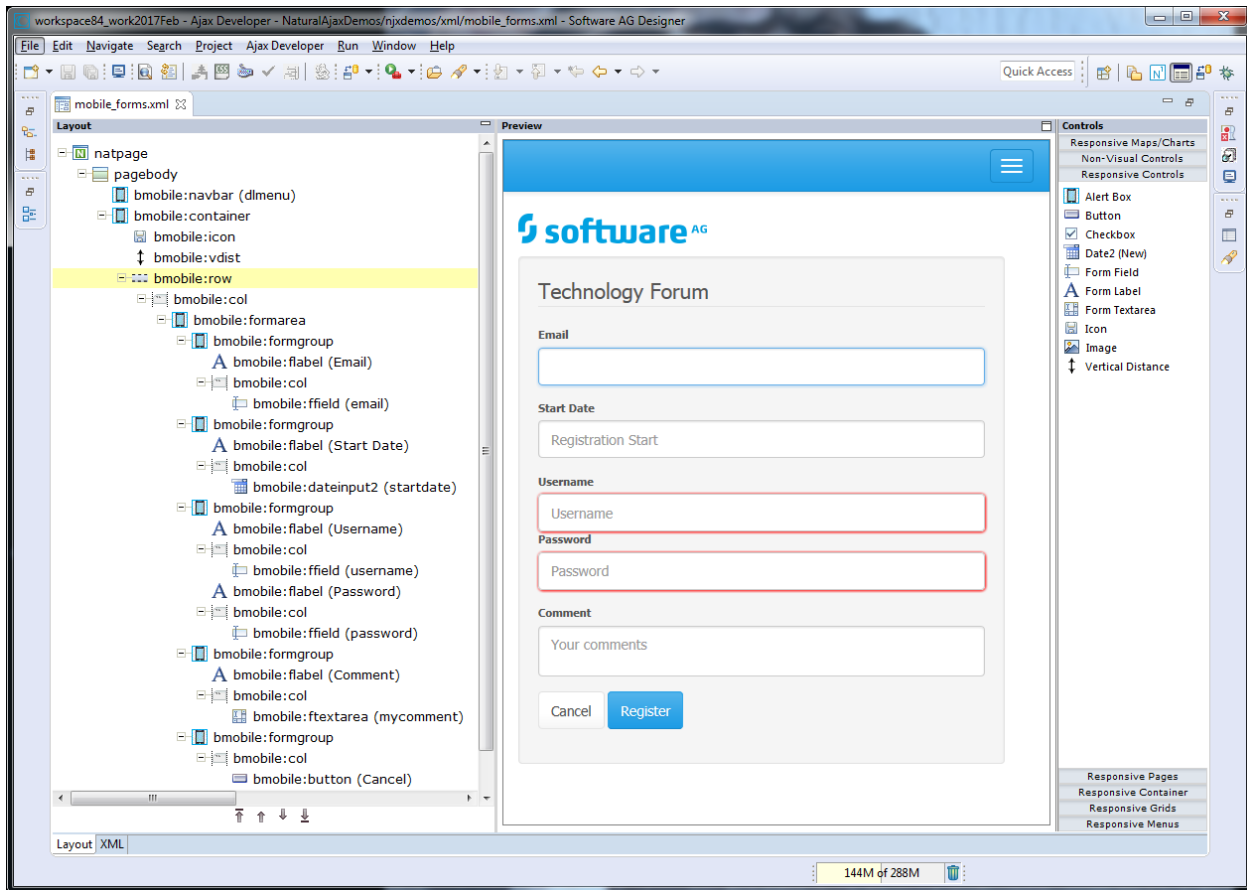 workspace84_work2017Feb - Ajax Developer - NaturalAjaxDemos/njxdemos/xml/mobile_forms.xml - Software AG Designer
File Edit Navigate Search Project Ajax Developer Run Window Help
Quick Access
mobile_forms.xml
Layout
natpage
pagebody
bmobile:navbar (dlmenu)
bmobile:container
bmobile:icon
bmobile:vdist
bmobile:row
bmobile:col
bmobile:formarea
bmobile:formgroup
bmobile:flabel (Email)
bmobile:col
bmobile:ffield (email)
bmobile:formgroup
bmobile:flabel (Start Date)
bmobile:col
bmobile:dateinput2 (startdate)
bmobile:formgroup
bmobile:flabel (Username)
bmobile:col
bmobile:ffield (username)
bmobile:flabel (Password)
bmobile:col
bmobile:ffield (password)
bmobile:formgroup
bmobile:flabel (Comment)
bmobile:col
bmobile:ftextarea (mycomment)
bmobile:formgroup
bmobile:col
bmobile:button (Cancel)
Layout XML
Preview
software AG
Technology Forum
Email
Start Date
Registration Start
Username
Username
Password
Password
Comment
Your comments
Cancel Register
Controls
Responsive Maps/Charts
Non-Visual Controls
Responsive Controls
Alert Box
Button
Checkbox
Date2 (New)
Form Field
Form Label
Form Textarea
Icon
Image
Vertical Distance
Responsive Pages
Responsive Container
Responsive Grids
Responsive Menus
144M of 288M